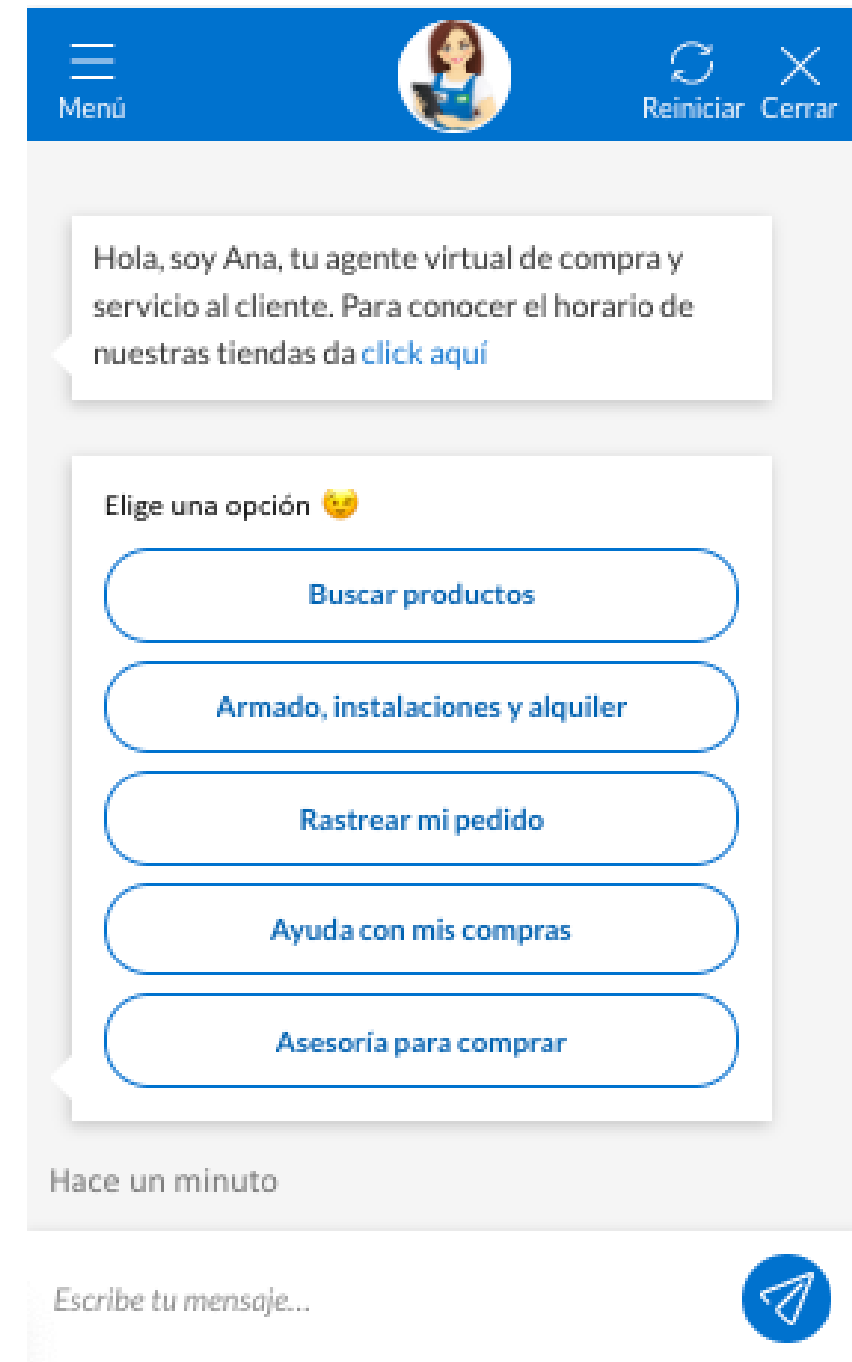 Menú
Reiniciar Cerrar
Hola, soy Ana, tu agente virtual de compra y
servicio al cliente. Para conocer el horario de
nuestras tiendas da click aquí
Elige una opción 😉
Buscar productos
Armado, instalaciones y alquiler
Rastrear mi pedido
Ayuda con mis compras
Asesoría para comprar
Hace un minuto
Escribe tu mensaje...